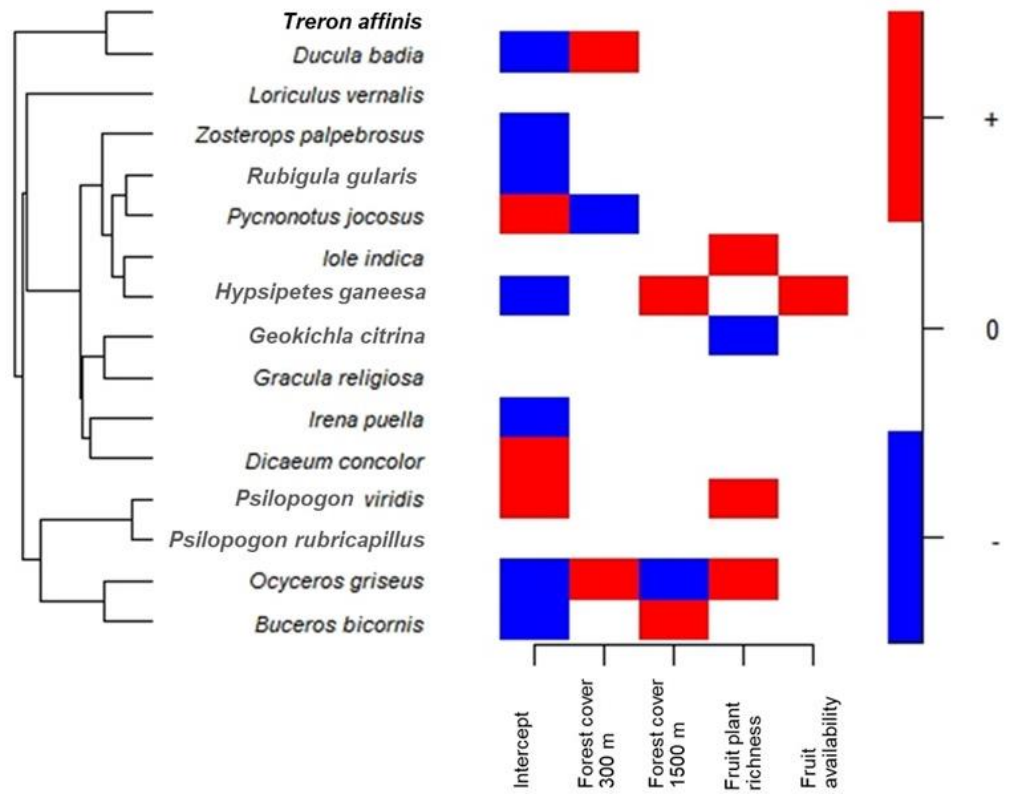 Treron affinis
Ducula badia
Loriculus vernalis
Zosterops palpebrosus
Rubigula gularis
Pycnonotus jocosus
Iole indica
Hypsipetes ganeesa
Geokichla citrina
Gracula religiosa
Irena puella
Dicaeum concolor
Psilopogon viridis
Psilopogon rubricapillus
Ocyceros griseus
Buceros bicornis
+
0
-
Intercept
Forest cover
300 m
Forest cover
1500 m
Fruit plant
richness
Fruit
availability